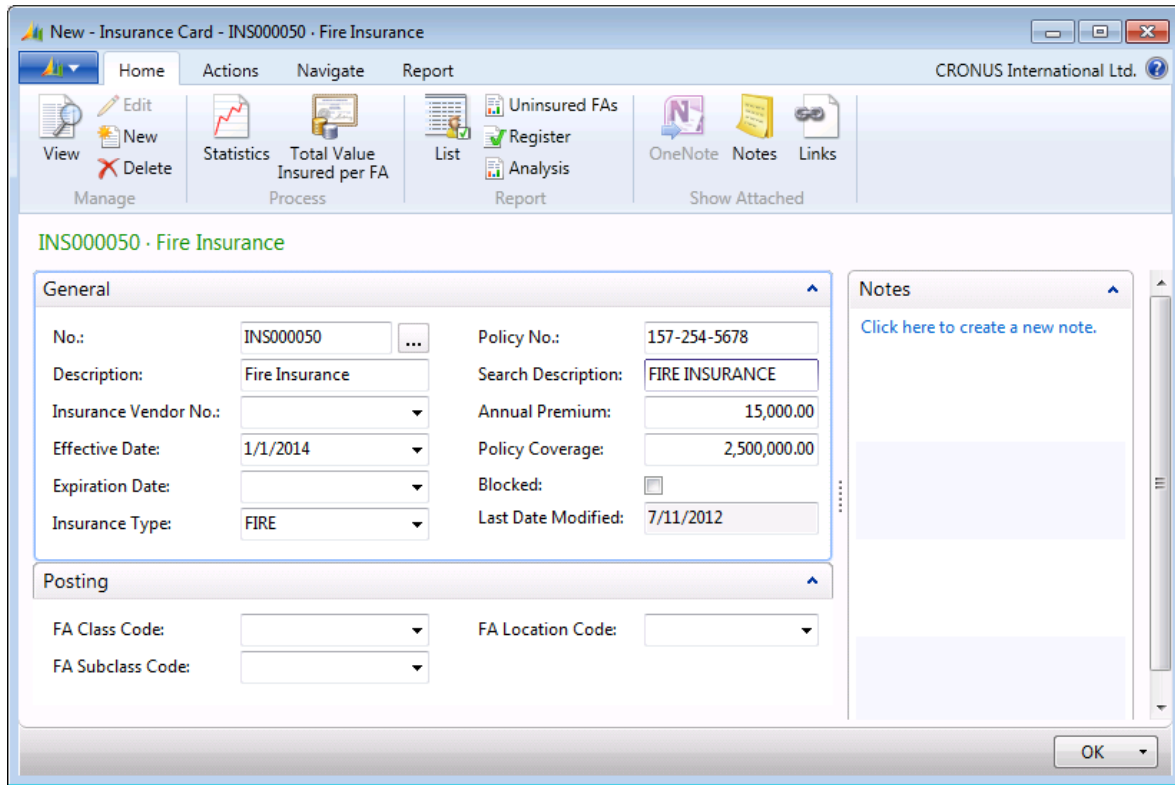 New - Insurance Card - INS000050 · Fire Insurance
Home Actions Navigate Report CRONUS International Ltd.
View
Edit
New
Delete
Manage
Statistics
Total Value Insured per FA
Process
List
Uninsured FAs
Register
Analysis
Report
OneNote
Notes
Links
Show Attached
INS000050 · Fire Insurance
General
No.: INS000050 ...
Description: Fire Insurance
Insurance Vendor No.:
Effective Date: 1/1/2014
Expiration Date:
Insurance Type: FIRE
Policy No.: 157-254-5678
Search Description: FIRE INSURANCE
Annual Premium: 15,000.00
Policy Coverage: 2,500,000.00
Blocked:
Last Date Modified: 7/11/2012
Posting
FA Class Code:
FA Subclass Code:
FA Location Code:
Notes
Click here to create a new note.
OK